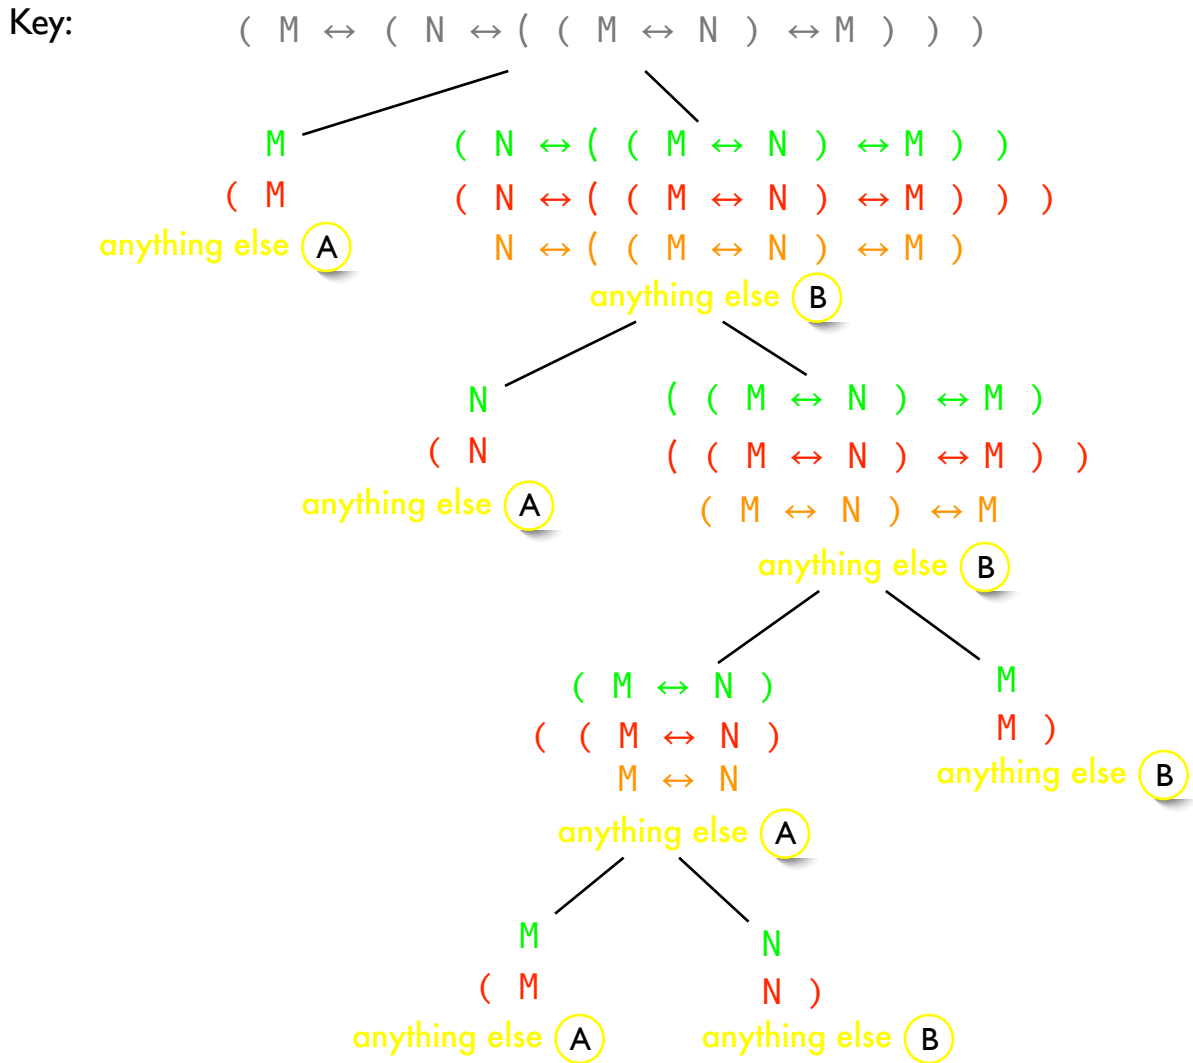 Key: ( M ↔ ( N ↔ ( ( M ↔ N ) ↔ M ) ) )
M
( M
anything else A
( N ↔ ( ( M ↔ N ) ↔ M ) )
( N ↔ ( ( M ↔ N ) ↔ M ) ) )
N ↔ ( ( M ↔ N ) ↔ M )
anything else B
N
( N
anything else A
( ( M ↔ N ) ↔ M )
( ( M ↔ N ) ↔ M ) )
( M ↔ N ) ↔ M
anything else B
( M ↔ N )
( ( M ↔ N )
M ↔ N
anything else A
M
M )
anything else B
M
( M
anything else A
N
N )
anything else B